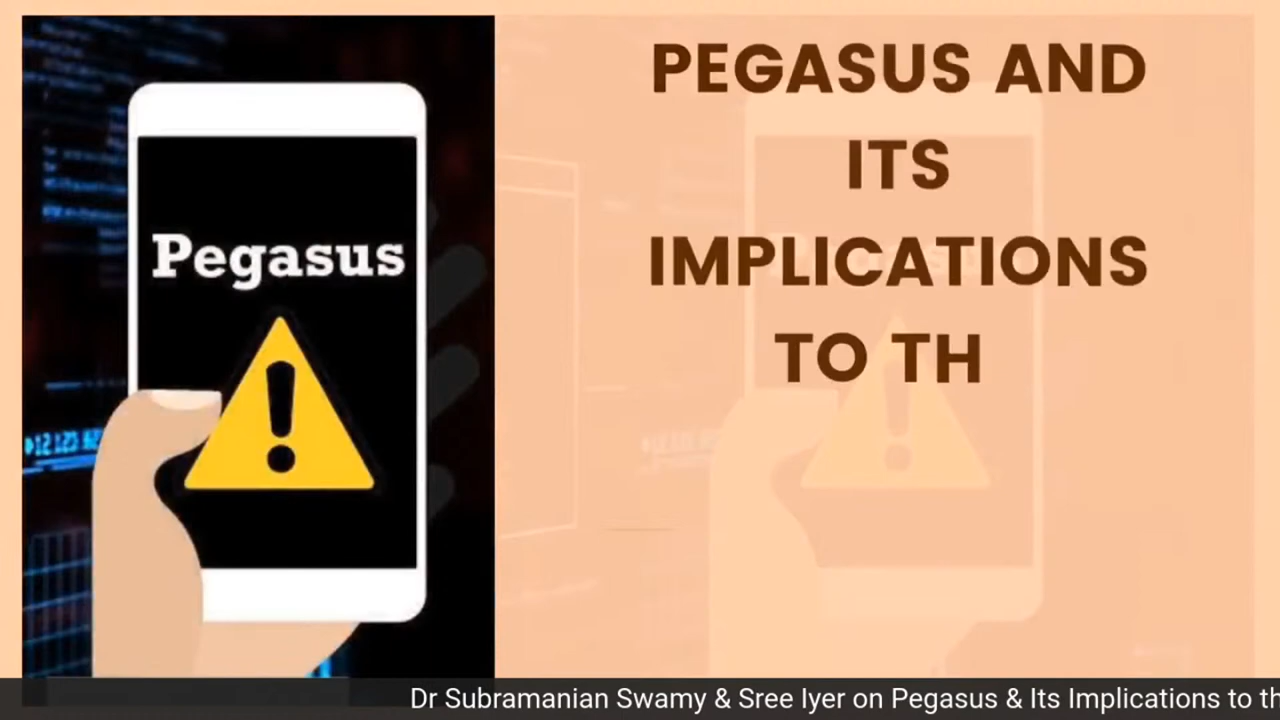 Pegasus
PEGASUS AND
ITS
IMPLICATIONS
TO TH
Dr Subramanian Swamy & Sree Iyer on Pegasus & Its Implications to th